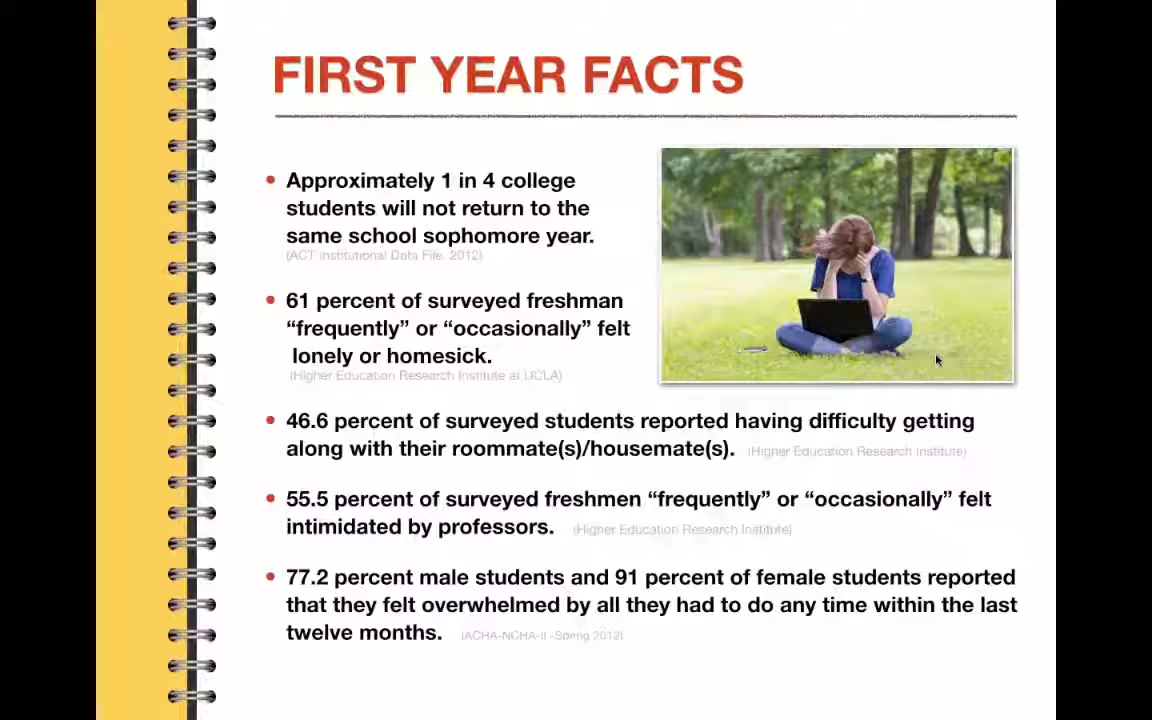 FIRST YEAR FACTS
• Approximately 1 in 4 college
students will not return to the
same school sophomore year.
(ACT Institutional Data File, 2012)
• 61 percent of surveyed freshman
“frequently” or “occasionally” felt
lonely or homesick.
(Higher Education Research Institute at UCLA)
• 46.6 percent of surveyed students reported having difficulty getting
along with their roommate(s)/housemate(s). (Higher Education Research Institute)
• 55.5 percent of surveyed freshmen “frequently” or “occasionally” felt
intimidated by professors. (Higher Education Research Institute)
• 77.2 percent male students and 91 percent of female students reported
that they felt overwhelmed by all they had to do any time within the last
twelve months. (ACHA-NCHA-II -Spring 2012)